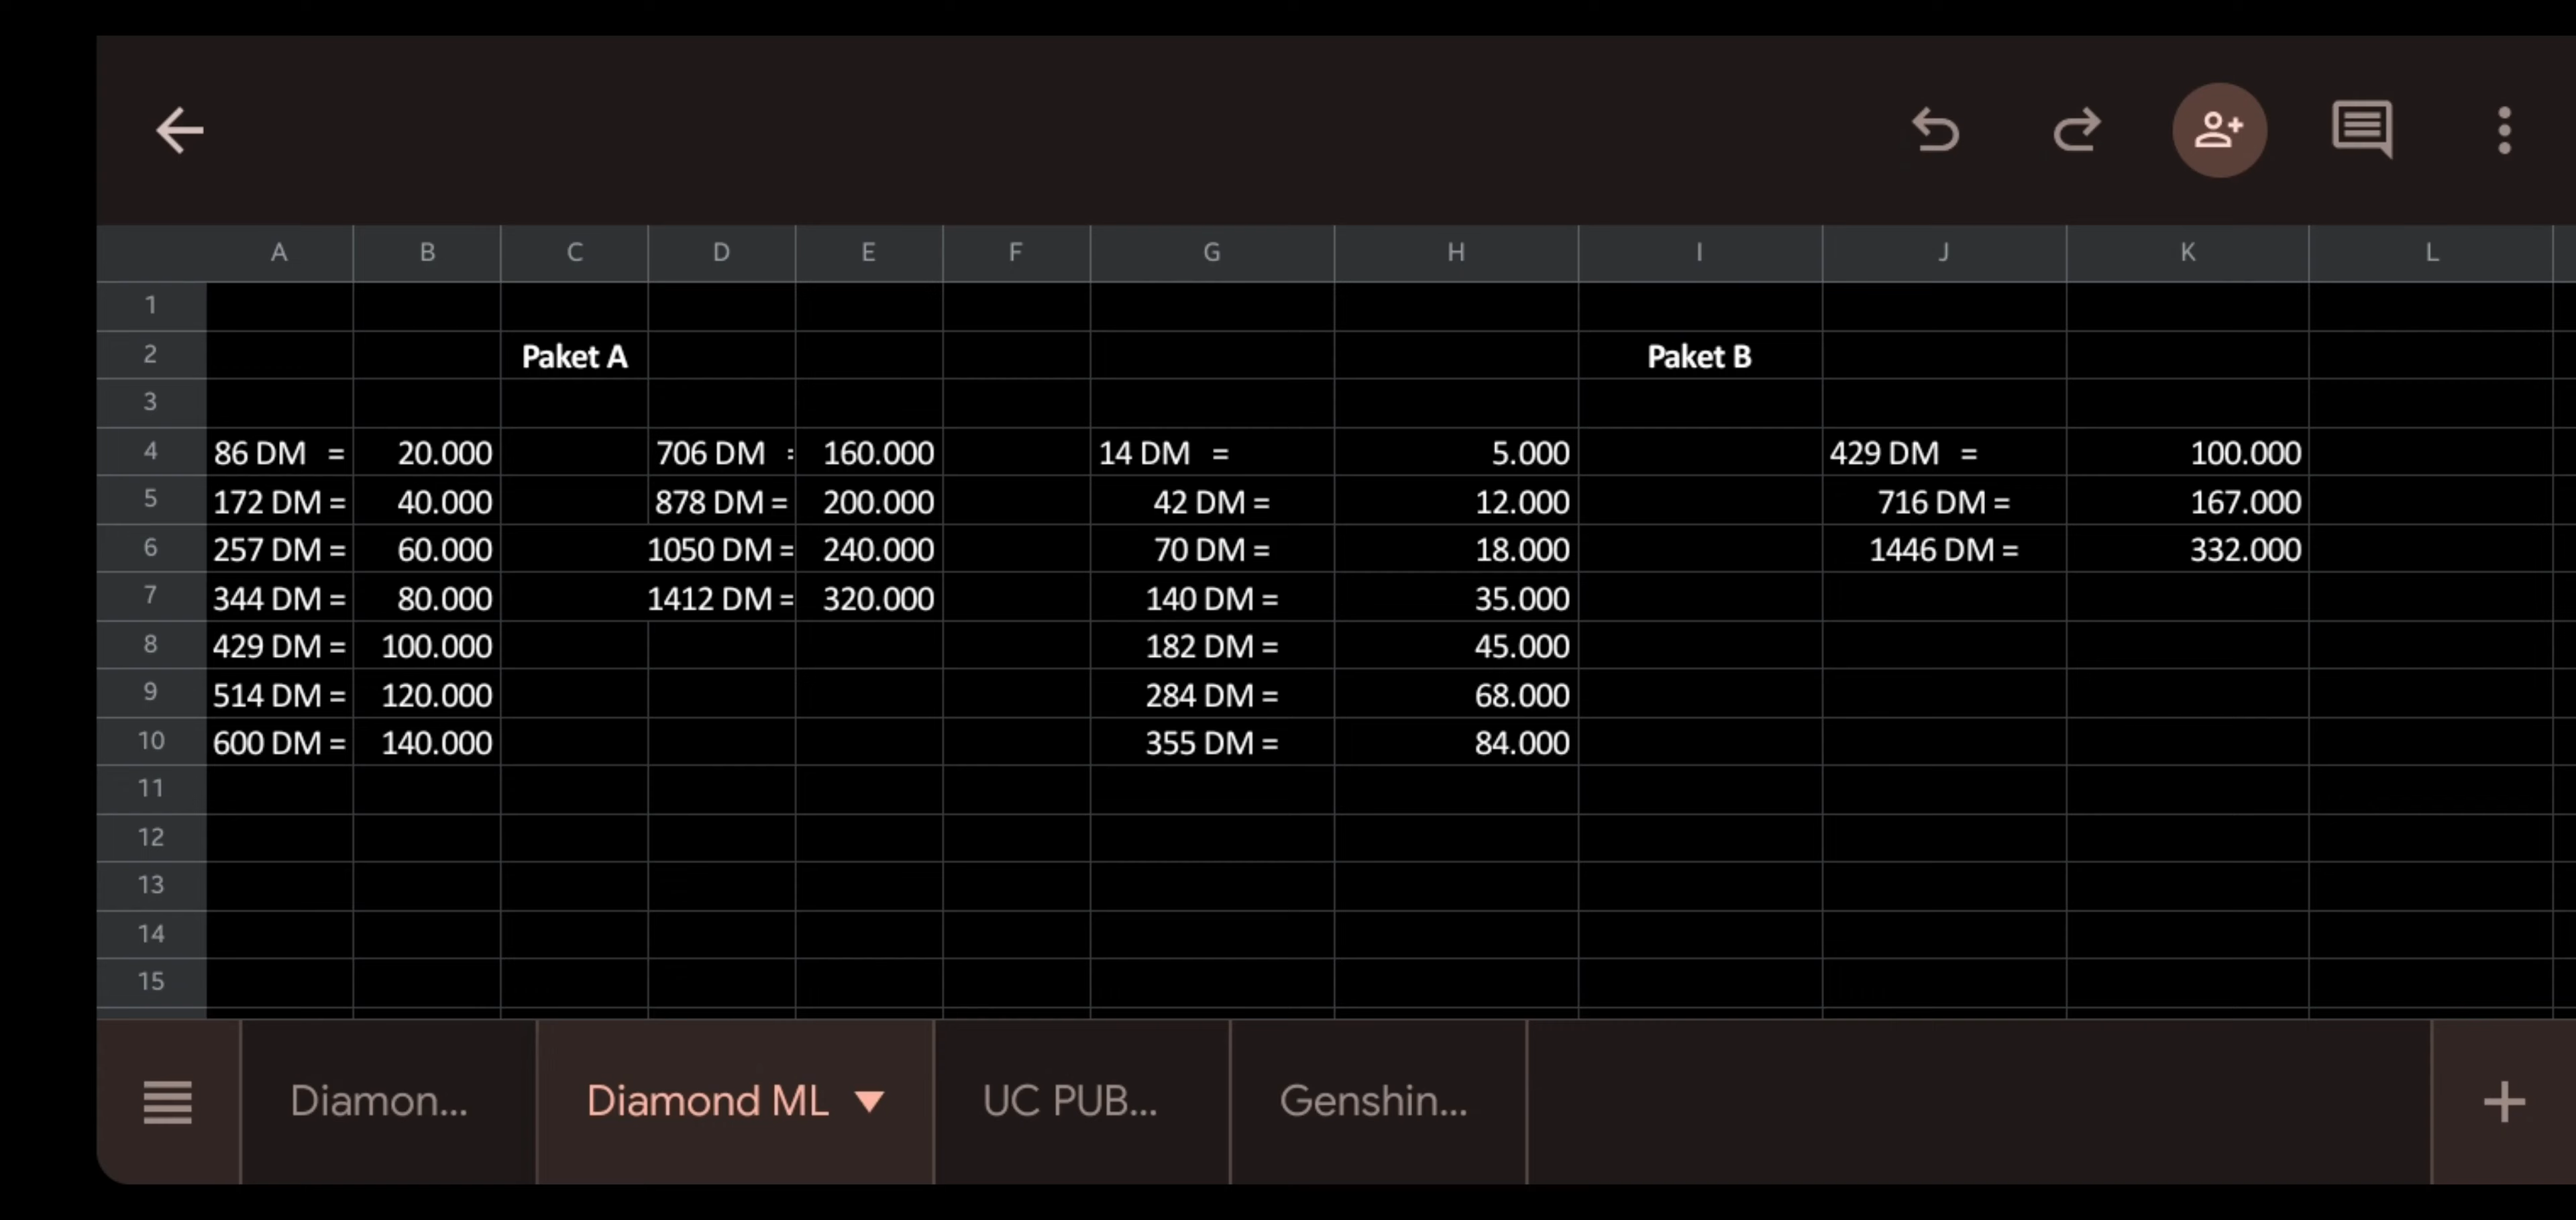 A B C D E F G H I J K L
1
2 Paket A Paket B
3
4 86 DM = 20.000 706 DM = 160.000 14 DM = 5.000 429 DM = 100.000
5 172 DM = 40.000 878 DM = 200.000 42 DM = 12.000 716 DM = 167.000
6 257 DM = 60.000 1050 DM = 240.000 70 DM = 18.000 1446 DM = 332.000
7 344 DM = 80.000 1412 DM = 320.000 140 DM = 35.000
8 429 DM = 100.000 182 DM = 45.000
9 514 DM = 120.000 284 DM = 68.000
10 600 DM = 140.000 355 DM = 84.000
11
12
13
14
15
Diamon... Diamond ML UC PUB... Genshin...